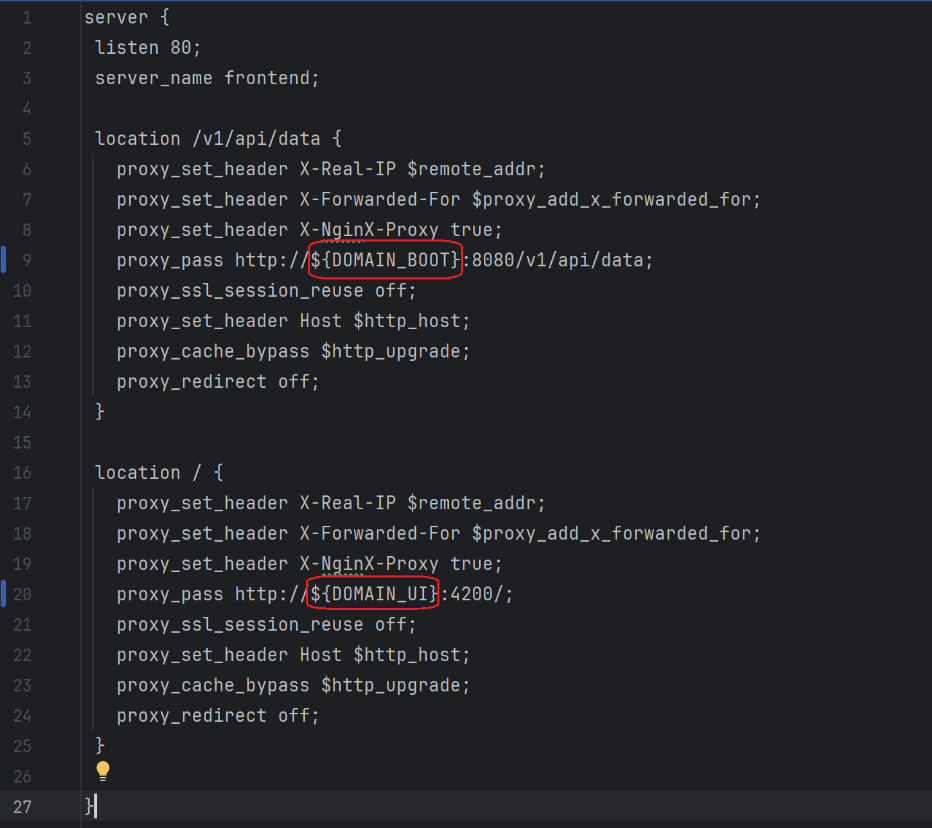 1 server {
2 listen 80;
3 server_name frontend;
4
5 location /v1/api/data {
6 proxy_set_header X-Real-IP $remote_addr;
7 proxy_set_header X-Forwarded-For $proxy_add_x_forwarded_for;
8 proxy_set_header X-NginX-Proxy true;
9 proxy_pass http://${DOMAIN_BOOT}:8080/v1/api/data;
10 proxy_ssl_session_reuse off;
11 proxy_set_header Host $http_host;
12 proxy_cache_bypass $http_upgrade;
13 proxy_redirect off;
14 }
15
16 location / {
17 proxy_set_header X-Real-IP $remote_addr;
18 proxy_set_header X-Forwarded-For $proxy_add_x_forwarded_for;
19 proxy_set_header X-NginX-Proxy true;
20 proxy_pass http://${DOMAIN_UI}:4200/;
21 proxy_ssl_session_reuse off;
22 proxy_set_header Host $http_host;
23 proxy_cache_bypass $http_upgrade;
24 proxy_redirect off;
25 }
26
27 }